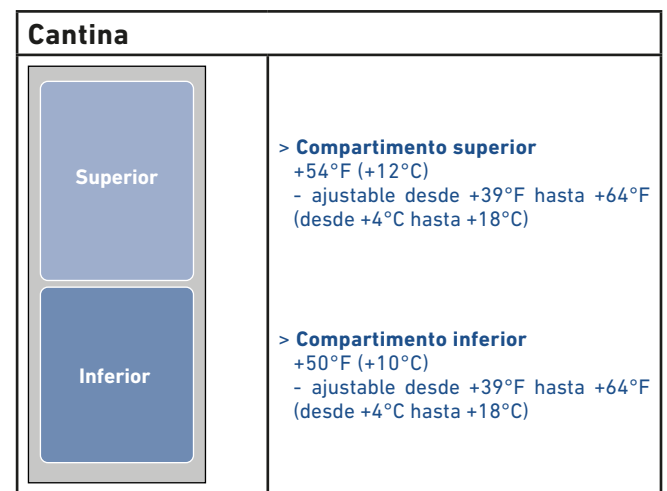 Cantina
Superior
> Compartimento superior
+54°F (+12°C)
- ajustable desde +39°F hasta +64°F
(desde +4°C hasta +18°C)
Inferior
> Compartimento inferior
+50°F (+10°C)
- ajustable desde +39°F hasta +64°F
(desde +4°C hasta +18°C)